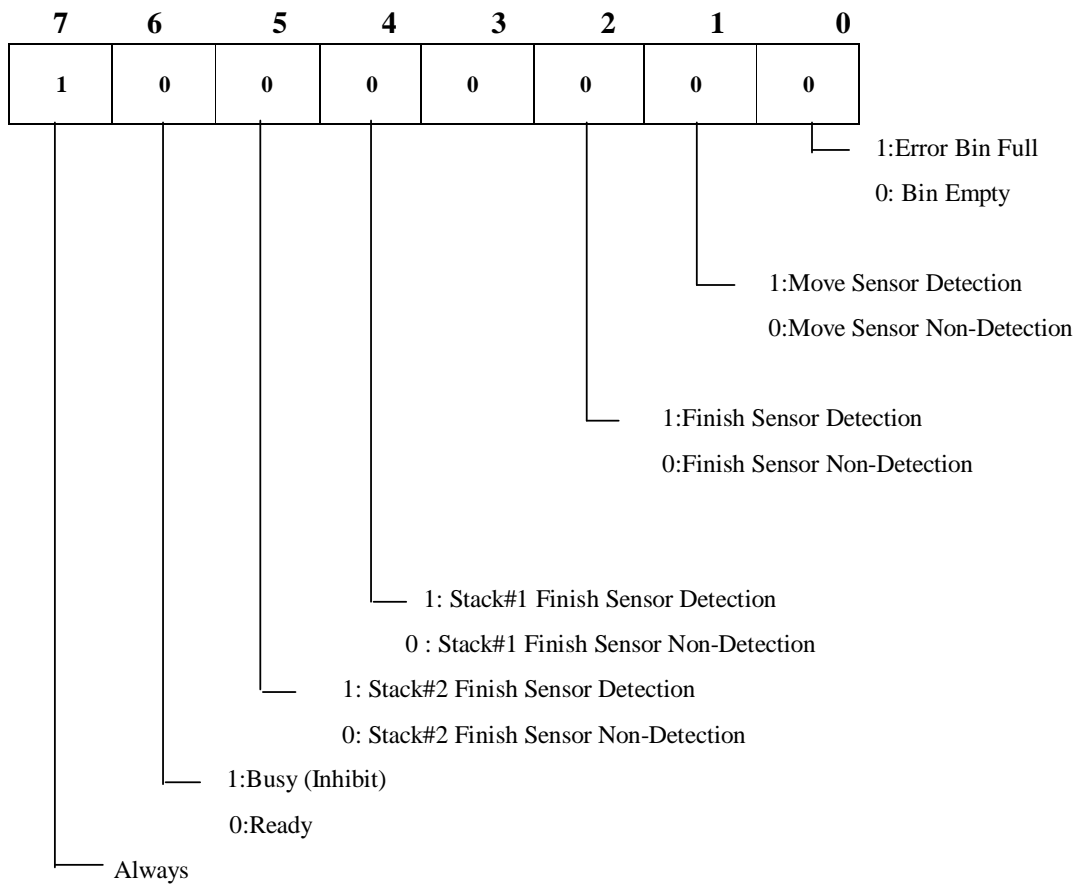 7 6 5 4 3 2 1 0
1 0 0 0 0 0 0 0
1:Error Bin Full
0: Bin Empty
1:Move Sensor Detection
0:Move Sensor Non-Detection
1:Finish Sensor Detection
0:Finish Sensor Non-Detection
1: Stack#1 Finish Sensor Detection
0 : Stack#1 Finish Sensor Non-Detection
1: Stack#2 Finish Sensor Detection
0: Stack#2 Finish Sensor Non-Detection
1:Busy (Inhibit)
0:Ready
Always